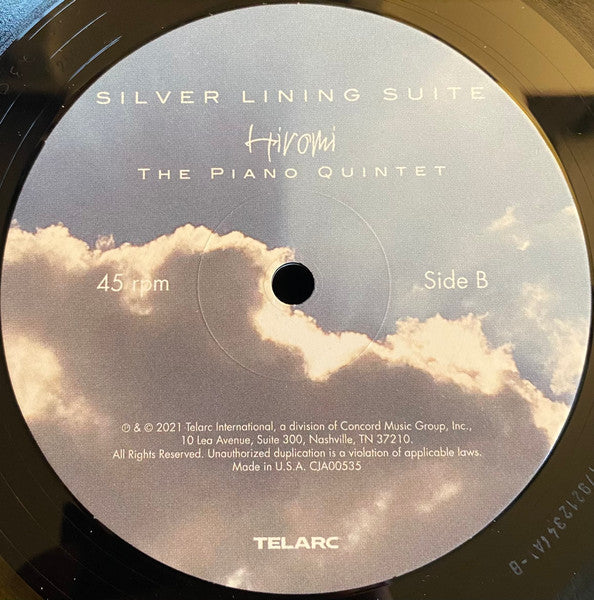 SILVER LINING SUITE
Hiromi
THE PIANO QUINTET
45 rpm
Side B
℗ & © 2021 Telarc International, a division of Concord Music Group, Inc.,
10 Lea Avenue, Suite 300, Nashville, TN 37210.
All Rights Reserved. Unauthorized duplication is a violation of applicable laws.
Made in U.S.A. CJA00535
TELARC